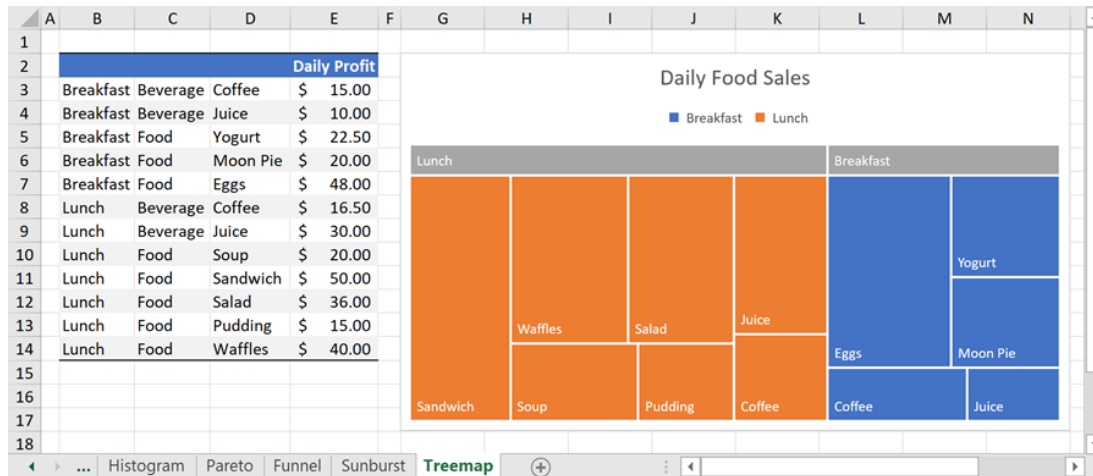 A B C D E F G H I J K L M N
1
2 Daily Profit
3 Breakfast Beverage Coffee $ 15.00
4 Breakfast Beverage Juice $ 10.00
5 Breakfast Food Yogurt $ 22.50
6 Breakfast Food Moon Pie $ 20.00
7 Breakfast Food Eggs $ 48.00
8 Lunch Beverage Coffee $ 16.50
9 Lunch Beverage Juice $ 30.00
10 Lunch Food Soup $ 20.00
11 Lunch Food Sandwich $ 50.00
12 Lunch Food Salad $ 36.00
13 Lunch Food Pudding $ 15.00
14 Lunch Food Waffles $ 40.00
15
16
17
18
Daily Food Sales
Breakfast Lunch
Lunch Breakfast
Yogurt
Juice
Waffles Salad
Eggs Moon Pie
Sandwich Soup Pudding Coffee Coffee Juice
... Histogram Pareto Funnel Sunburst Treemap